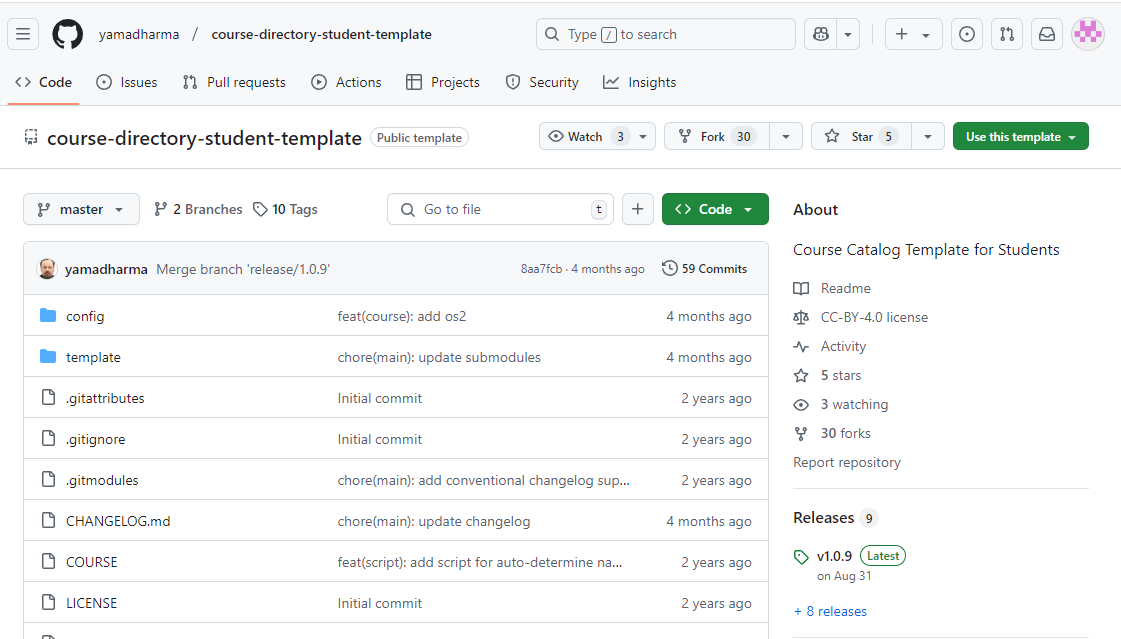 yamadharma / course-directory-student-template Type / to search
Code Issues Pull requests Actions Projects Security Insights
course-directory-student-template Public template Watch 3 Fork 30 Star 5 Use this template
master 2 Branches 10 Tags Go to file t Code
yamadharma Merge branch 'release/1.0.9' 8aa7fcb · 4 months ago 59 Commits
config feat(course): add os2 4 months ago
template chore(main): update submodules 4 months ago
.gitattributes Initial commit 2 years ago
.gitignore Initial commit 2 years ago
.gitmodules chore(main): add conventional changelog sup... 2 years ago
CHANGELOG.md chore(main): update changelog 4 months ago
COURSE feat(script): add script for auto-determine na... 2 years ago
LICENSE Initial commit 2 years ago
About
Course Catalog Template for Students
Readme
CC-BY-4.0 license
Activity
5 stars
3 watching
30 forks
Report repository
Releases 9
v1.0.9 Latest
on Aug 31
+ 8 releases